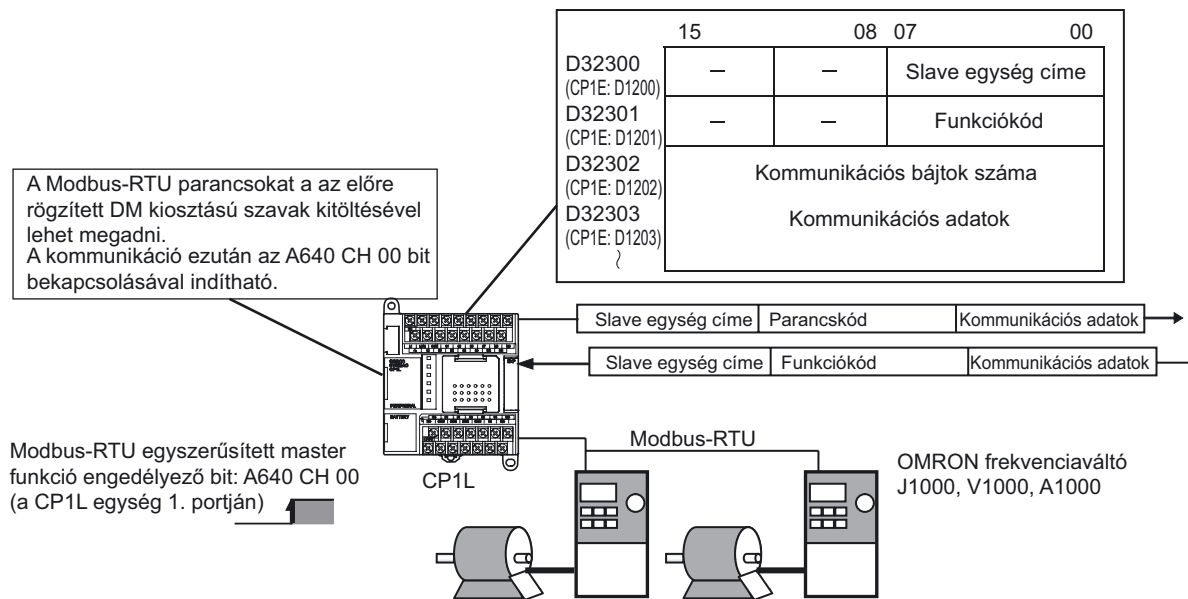 15 08 07 00
D32300
(CP1E: D1200)
– – Slave egység címe
D32301
(CP1E: D1201)
– – Funkciókód
D32302
(CP1E: D1202)
Kommunikációs bájtok száma
D32303
(CP1E: D1203)
Kommunikációs adatok
A Modbus-RTU parancsokat a az előre
rögzített DM kiosztású szavak kitöltésével
lehet megadni.
A kommunikáció ezután az A640 CH 00 bit
bekapcsolásával indítható.
Slave egység címe Parancskód Kommunikációs adatok
Slave egység címe Funkciókód Kommunikációs adatok
PERIPHERAL
BATTERY
CP1L
Modbus-RTU
Modbus-RTU egyszerűsített master
funkció engedélyező bit: A640 CH 00
(a CP1L egység 1. portján)
OMRON frekvenciaváltó
J1000, V1000, A1000